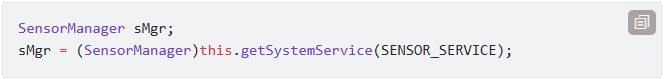 SensorManager sMgr;
sMgr = (SensorManager)this.getSystemService(SENSOR_SERVICE);